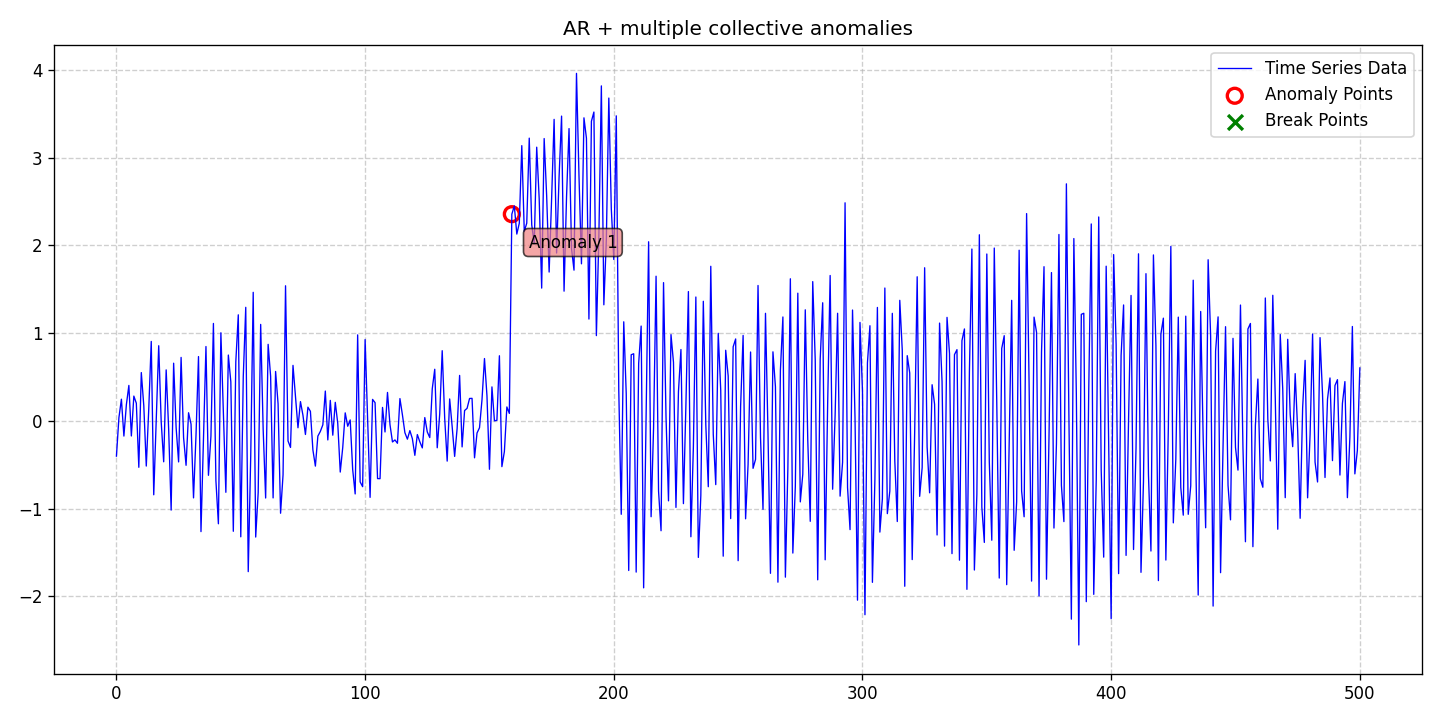 AR + multiple collective anomalies
Time Series Data
Anomaly Points
Break Points
4
3
2
1
0
−1
−2
Anomaly 1
0
100
200
300
400
500